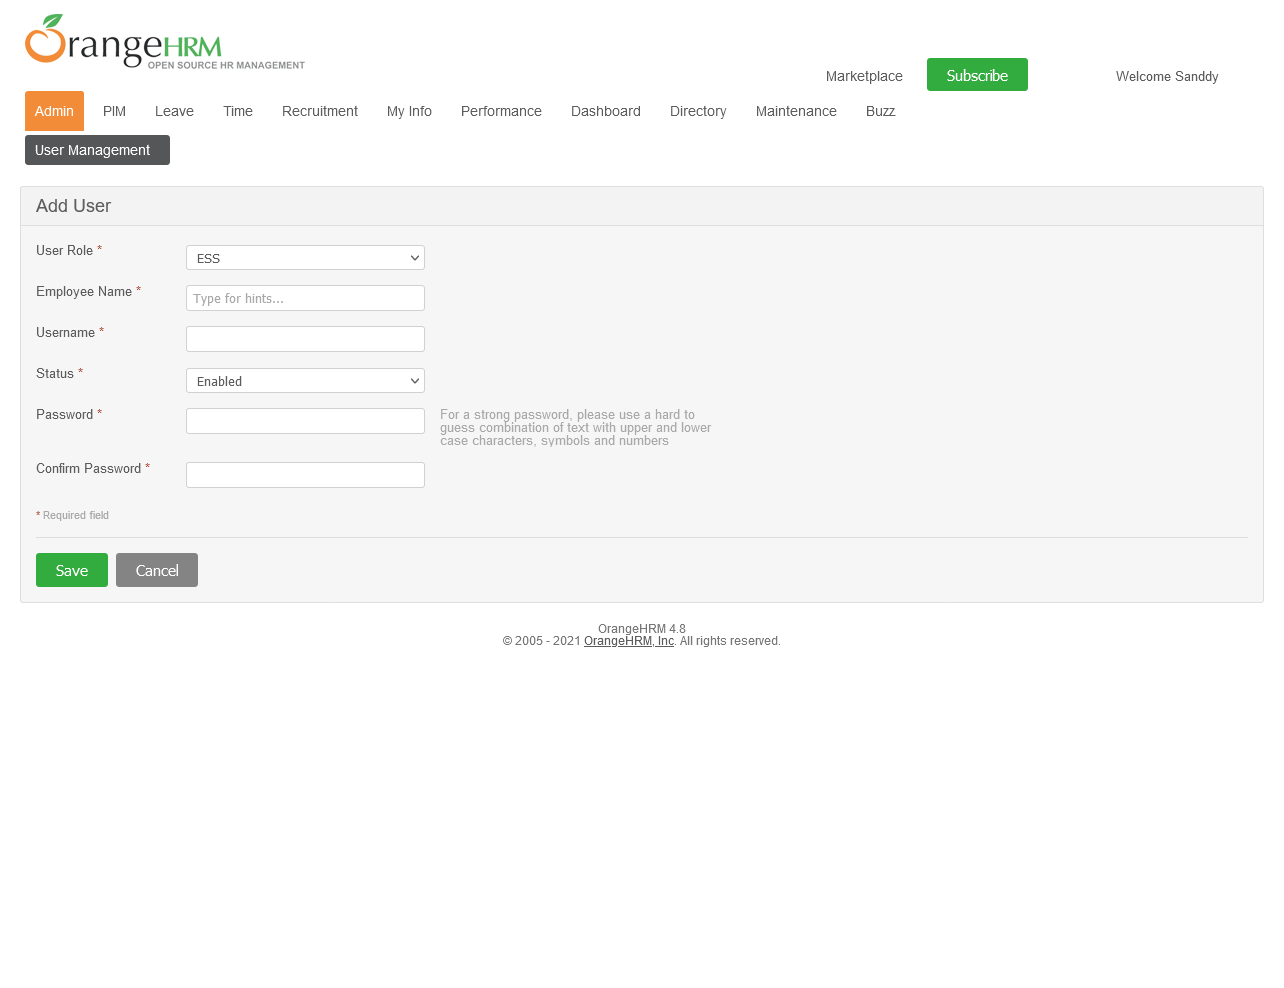 OrangeHRM
OPEN SOURCE HR MANAGEMENT
Marketplace
Subscribe
Welcome Sanddy
Admin PIM Leave Time Recruitment My Info Performance Dashboard Directory Maintenance Buzz
User Management
Add User
User Role *
ESS
Employee Name *
Type for hints...
Username *
Status *
Enabled
Password *
For a strong password, please use a hard to
guess combination of text with upper and lower
case characters, symbols and numbers
Confirm Password *
* Required field
Save Cancel
OrangeHRM 4.8
© 2005 - 2021 OrangeHRM, Inc. All rights reserved.